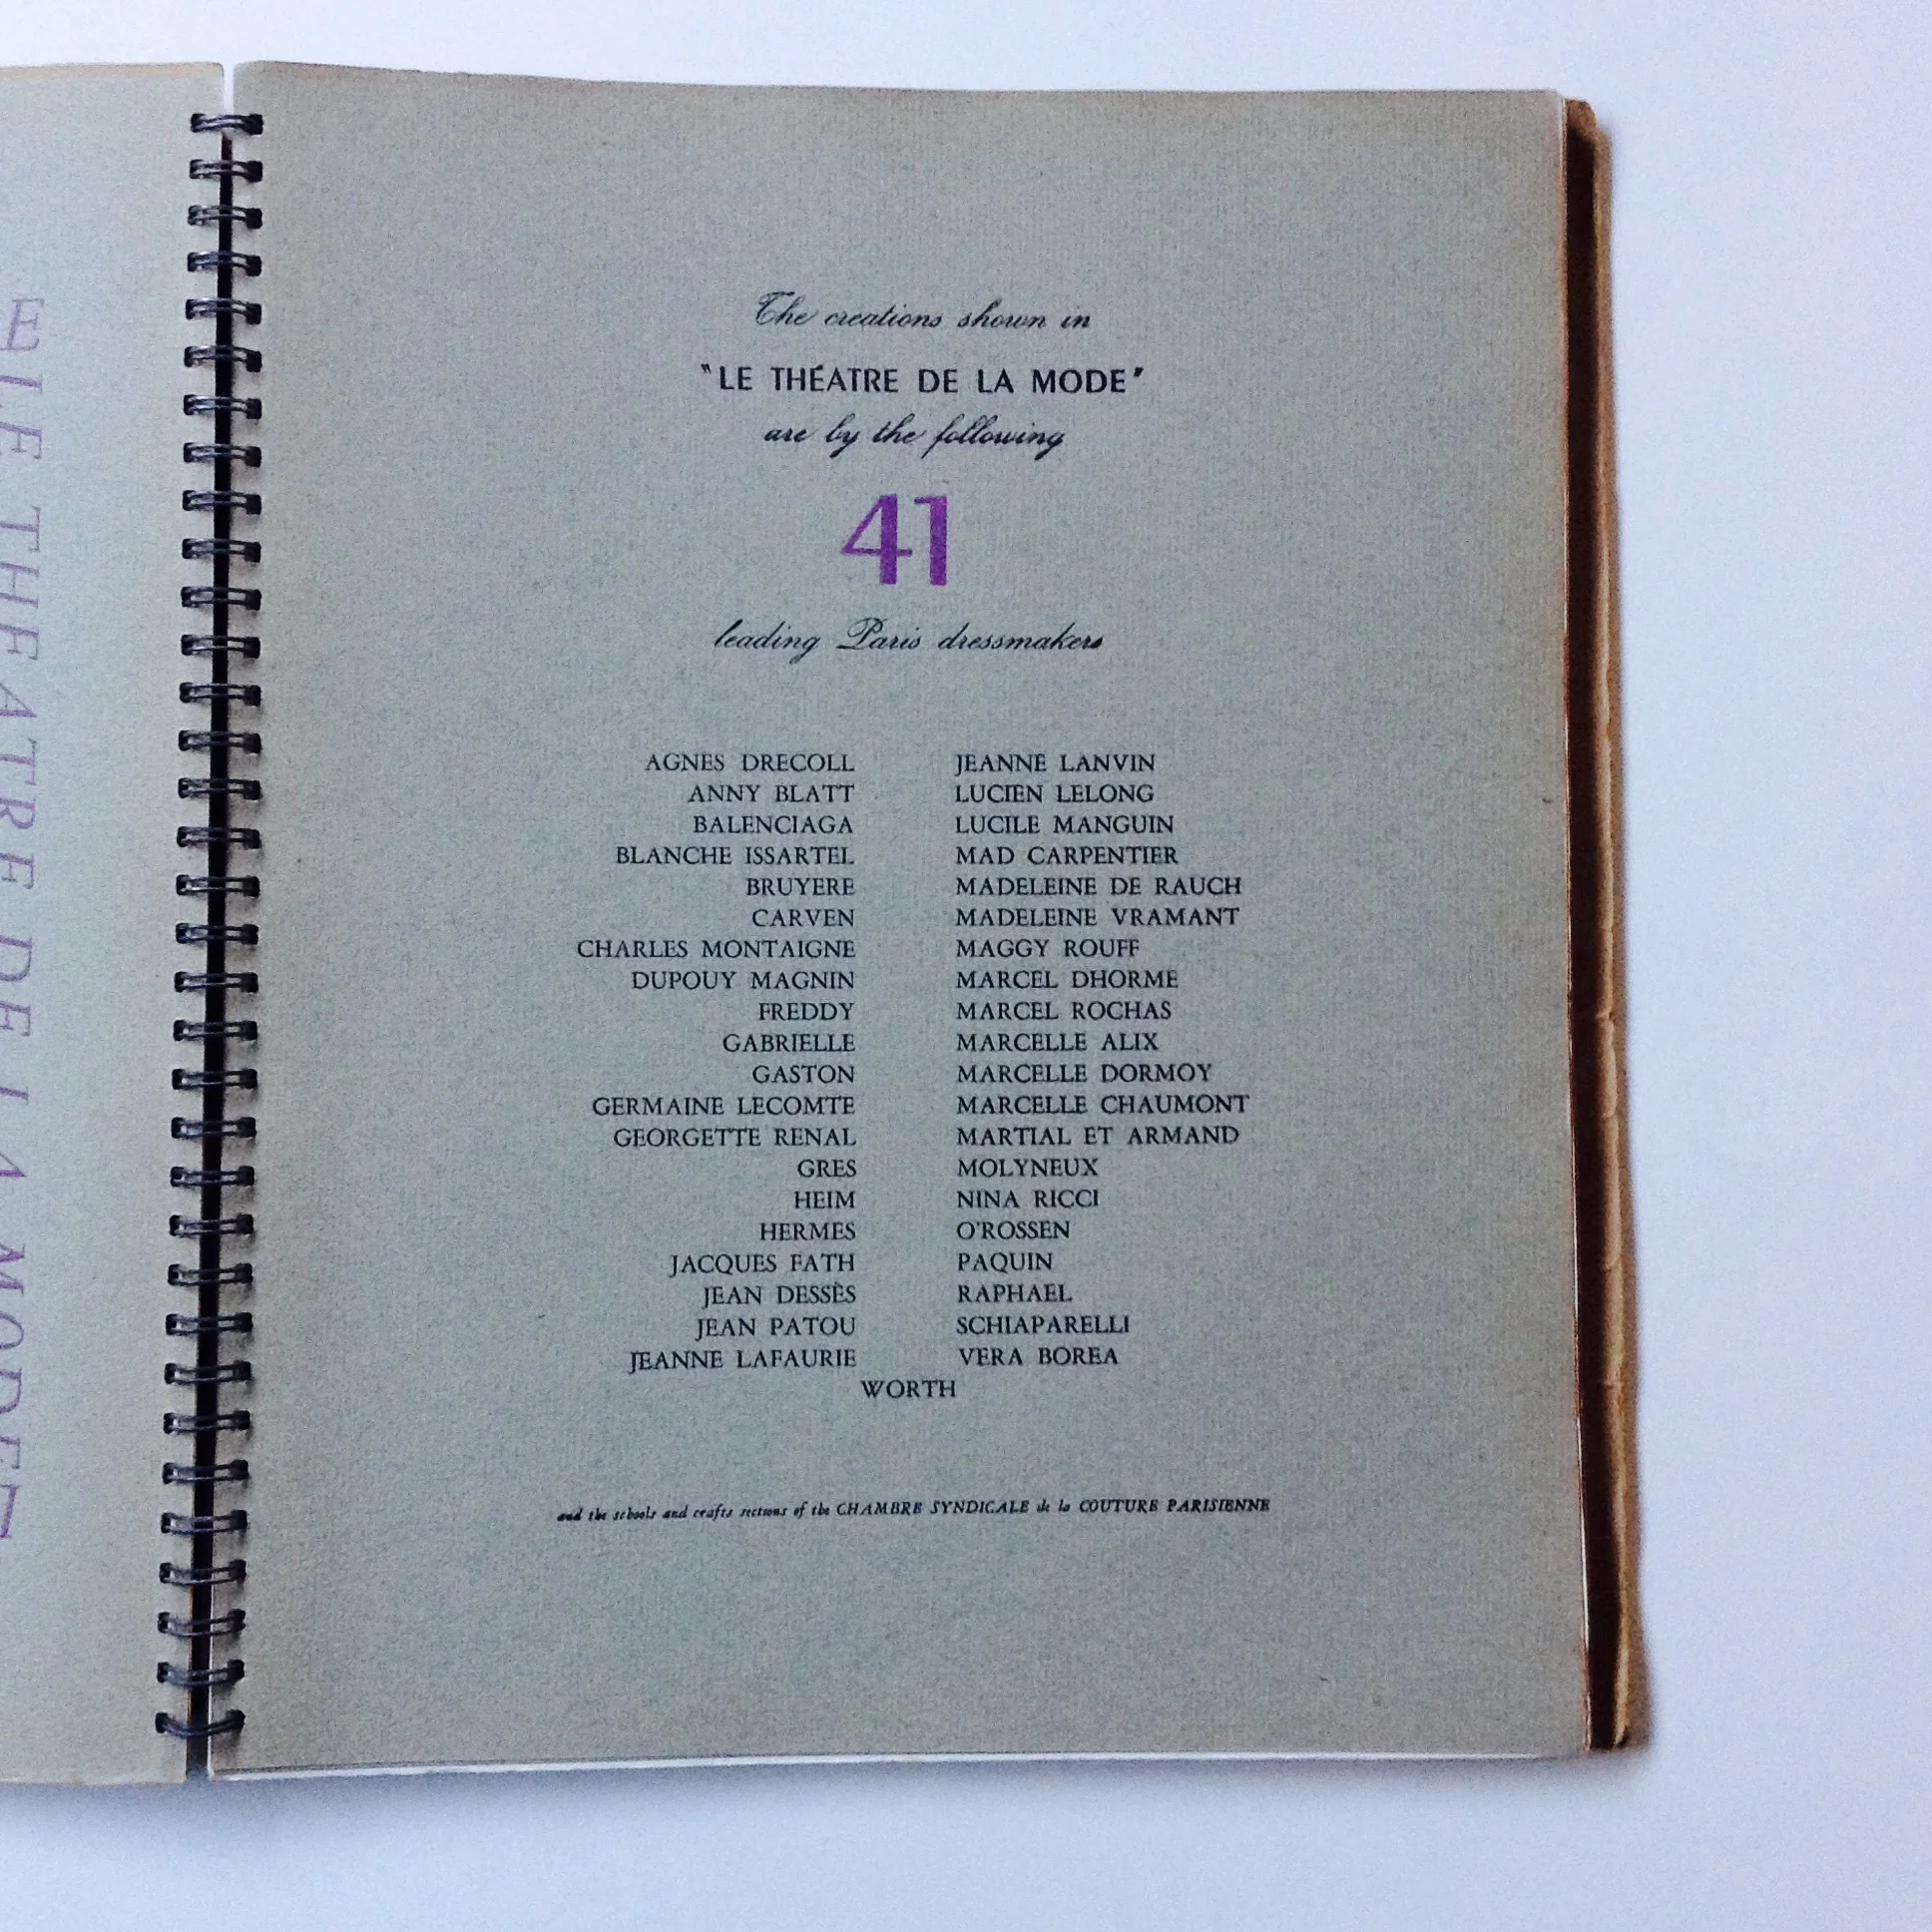 The creations shown in
"LE THÉATRE DE LA MODE"
are by the following
41
leading Paris dressmakers
AGNES DRECOLL
ANNY BLATT
BALENCIAGA
BLANCHE ISSARTEL
BRUYERE
CARVEN
CHARLES MONTAIGNE
DUPOUY MAGNIN
FREDDY
GABRIELLE
GASTON
GERMAINE LECOMTE
GEORGETTE RENAL
GRES
HEIM
HERMES
JACQUES FATH
JEAN DESSÈS
JEAN PATOU
JEANNE LAFAURIE
JEANNE LANVIN
LUCIEN LELONG
LUCILE MANGUIN
MAD CARPENTIER
MADELEINE DE RAUCH
MADELEINE VRAMANT
MAGGY ROUFF
MARCEL DHORME
MARCEL ROCHAS
MARCELLE ALIX
MARCELLE DORMOY
MARCELLE CHAUMONT
MARTIAL ET ARMAND
MOLYNEUX
NINA RICCI
O'ROSSEN
PAQUIN
RAPHAEL
SCHIAPARELLI
VERA BOREA
WORTH
and the schools and crafts sections of the CHAMBRE SYNDICALE de la COUTURE PARISIENNE